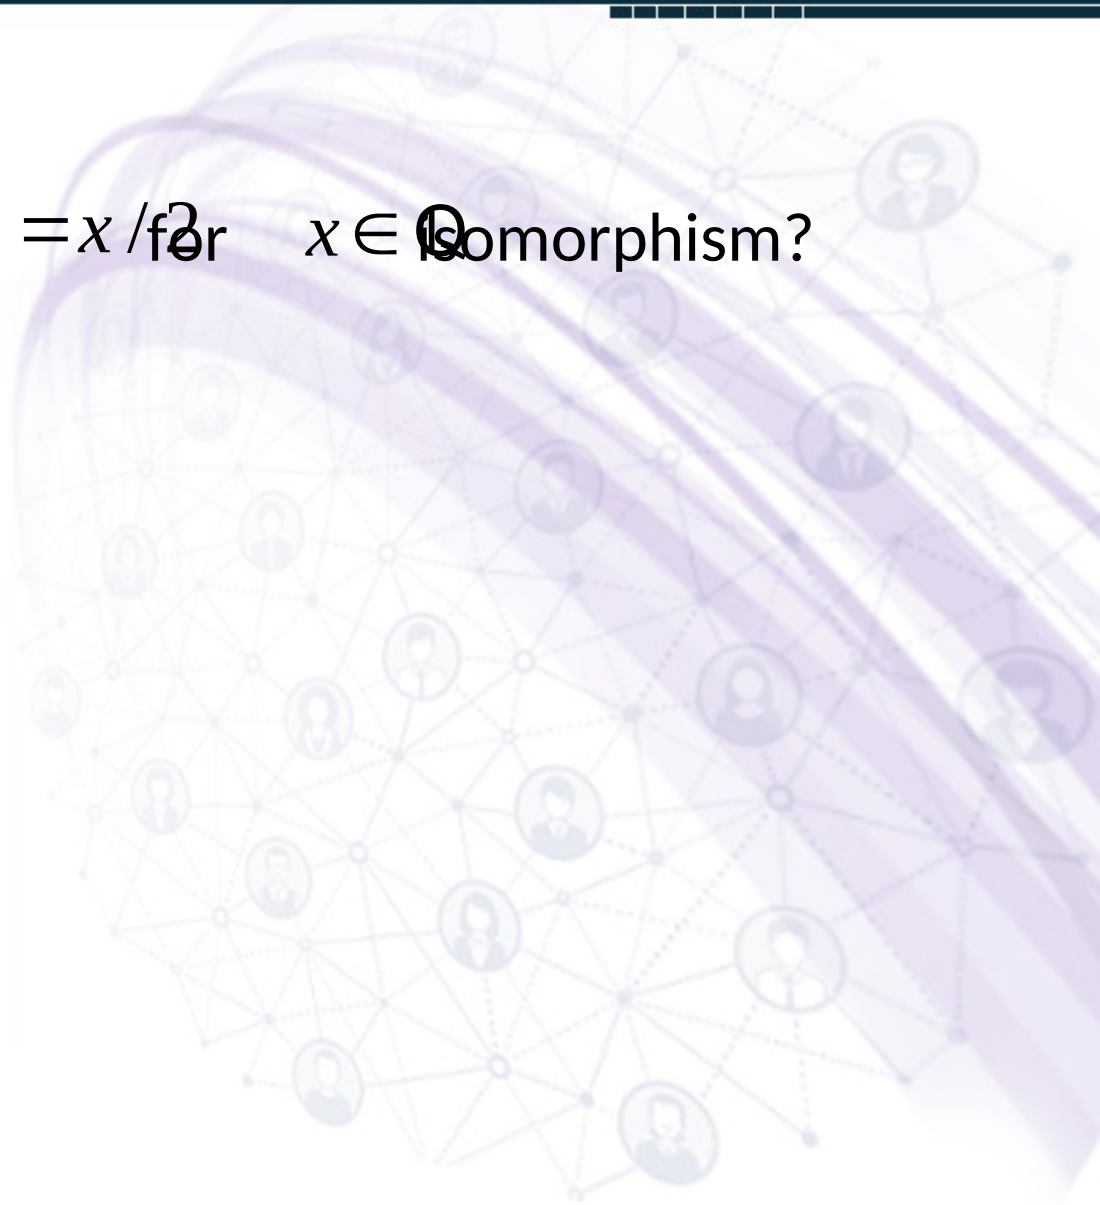 = x / 2 for x ∈ Q isomorphism?